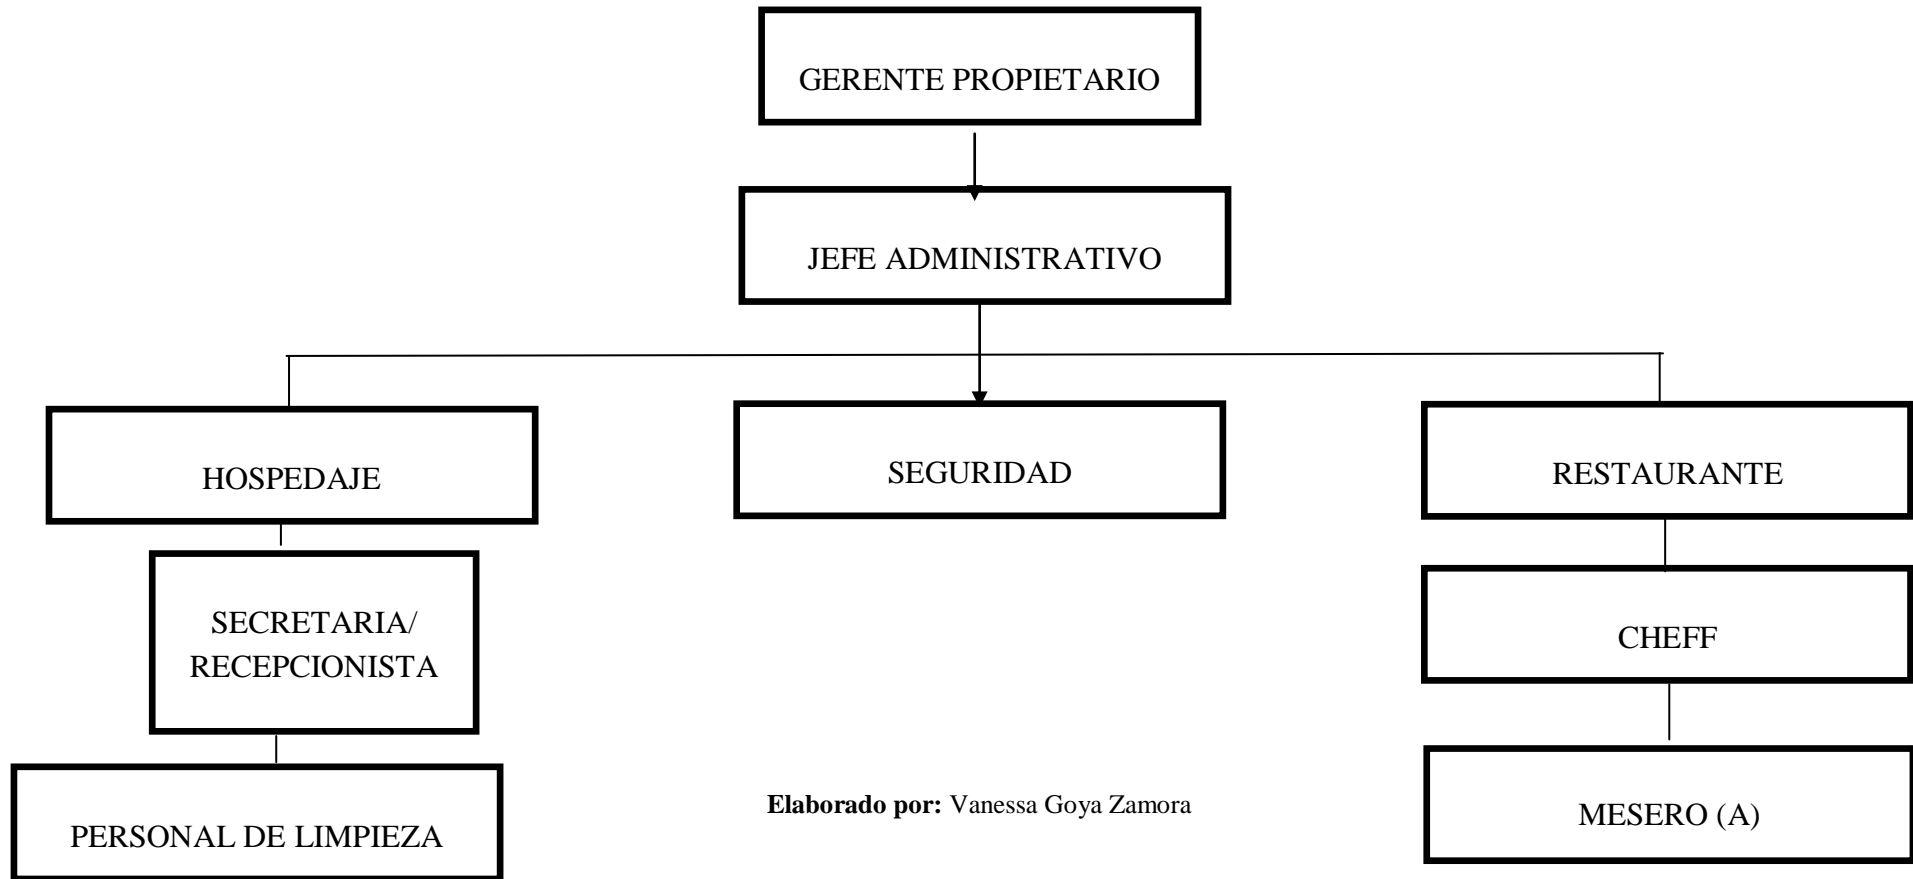 GERENTE PROPIETARIO
JEFE ADMINISTRATIVO
HOSPEDAJE
SEGURIDAD
RESTAURANTE
SECRETARIA/
RECEPCIONISTA
CHEFF
PERSONAL DE LIMPIEZA
Elaborado por: Vanessa Goya Zamora
MESERO (A)